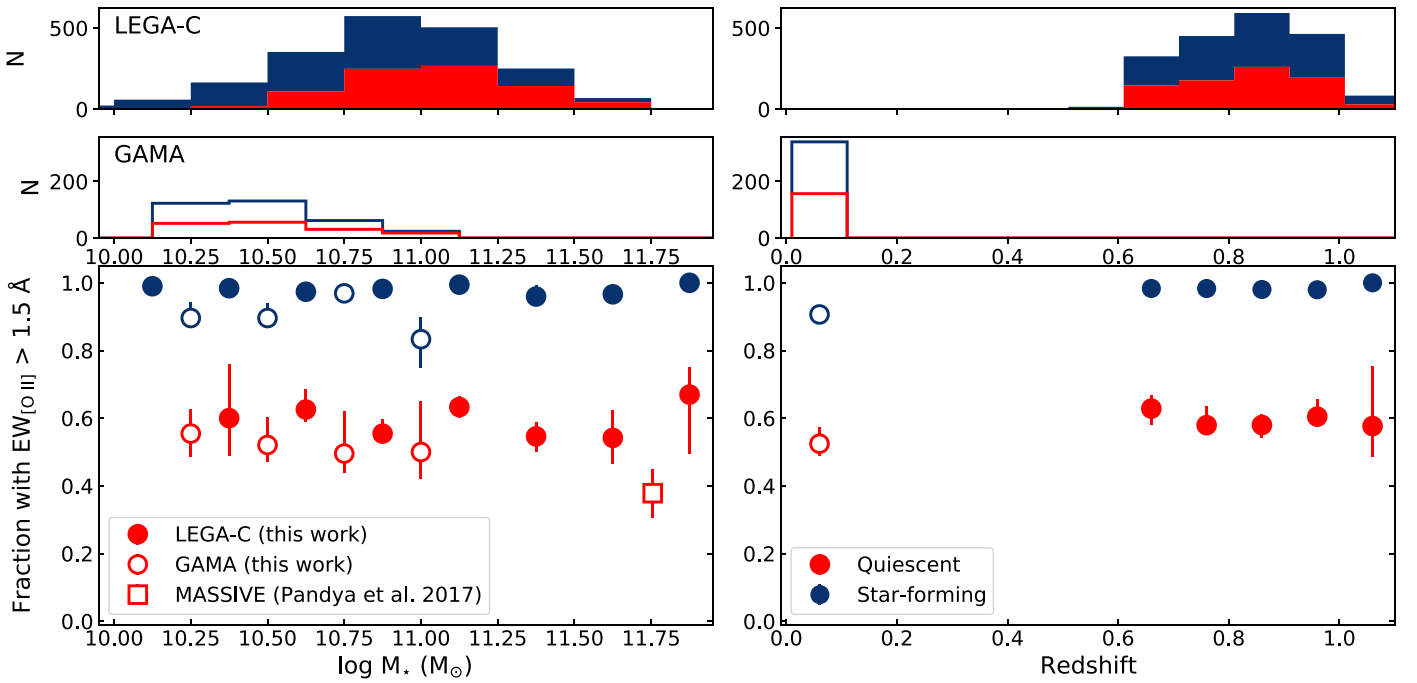 LEGA-C
N
500
0
500
0
GAMA
N
200
0
10.00 10.25 10.50 10.75 11.00 11.25 11.50 11.75
200
0
0.0 0.2 0.4 0.6 0.8 1.0
Fraction with EW[O II] > 1.5 Å
1.0
0.8
0.6
0.4
0.2
0.0
LEGA-C (this work)
GAMA (this work)
MASSIVE (Pandya et al. 2017)
10.00 10.25 10.50 10.75 11.00 11.25 11.50 11.75
log M⋆ (M⊙)
1.0
0.8
0.6
0.4
0.2
0.0
Quiescent
Star-forming
0.0 0.2 0.4 0.6 0.8 1.0
Redshift